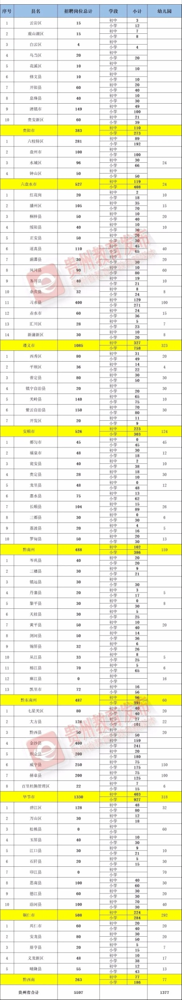 序号 县名 招聘岗位总计 学段 小计 幼儿园
1 云岩区 15 初中 3
小学 12
2 观山湖区 15 初中 7
小学 8
3 白云区 4 初中
小学 4
4 乌当区 20 初中
小学 20
5 花溪区 10 初中
小学 10
6 修文县 10 初中
小学 10
7 开阳县 60 初中 20
小学 40
8 息烽县 40 初中 10
小学 30
9 清镇市 149 初中 49
小学 100
10 贵安新区 60 初中 21
小学 39
贵阳市 383 初中 110
小学 273
1 六枝特区 281 初中 89
小学 192
2 盘州市 100 初中
小学 100
3 水城区 96 初中 30 24
小学 66
4 钟山区 50 初中
小学 50
六盘水市 527 初中 119 24
小学 408
1 红花岗 20 初中 2 10
小学 18
2 播州区 105 初中 35 15
小学 70
3 桐梓县 50 初中 10 20
小学 40
4 绥阳县 40 初中 10 10
小学 30
5 正安县 50 初中 20
小学 30
6 道真县 110 初中 45 40
小学 65
7 湄潭县 30 初中 20
小学 30
8 凤冈县 90 初中 10 60
小学 80
9 务川县 40 初中 19 10
小学 21
10 余庆县 32 初中 8 8
小学 24
11 习水县 400 初中 129 100
小学 271
12 赤水市 60 初中 24 15
小学 36
13 汇川区 28 初中 5 7
小学 23
14 新蒲新区 30 初中 10 8
小学 20
遵义市 1085 初中 327 323
小学 758
1 西秀区 80 初中 31 20
小学 49
2 平坝区 36 初中 14 4
小学 22
3 普定县 80 初中 30 30
小学 50
4 镇宁自治县 20 初中 30
小学 20
5 关岭县 140 初中 65 10
小学 75
6 紫云自治县 150 初中 70 30
小学 80
7 开发区 20 初中 11
小学 9
安顺市 526 初中 223 124
小学 303
1 都匀市 45 初中 0 45
小学 45
2 福泉市 48 初中 30 12
小学 18
3 瓮安县 40 初中 2 10
小学 38
4 贵定县 28 初中 18 30
小学 10
5 龙里县 48 初中 0 12
小学 48
6 惠水县 75 初中 13
小学 62
7 长顺县 104 初中 15 26
小学 89
8 三都县 30 初中 0 6
小学 30
9 荔波县 20 初中 4 5
小学 16
10 罗甸县 50 初中 20 13
小学 30
黔南州 488 初中 102 159
小学 386
1 岑巩县 40 初中 20
小学 20
2 三穗县 30 初中 9
小学 21
3 镇远县 30 初中
小学 30
4 丹寨县 20 初中 3 5
小学 17
5 黎平县 30 初中 0 8
小学 30
6 天柱县 30 初中 5
小学 25
7 黄平县 50 初中 10 20
小学 40
8 剑河县 50 初中 14
小学 36
9 锦屏县 32 初中 6
小学 26
10 从江县 33 初中 8 5
小学 25
11 榕江县 70 初中 5 6
小学 65
12 麻江县 0 初中 16
小学
13 凯里市 72 初中 16
小学 56
黔东南州 487 初中 96 60
小学 391
1 七星关区 80 初中 40 20
小学 40
2 大方县 128 初中 27 22
小学 101
3 黔西县 50 初中 20
小学 50
4 金沙县 400 初中 159
小学 241
5 织金县 200 初中 20
小学 180
6 威宁县 250 初中 75 150
小学 175
7 赫章县 200 初中 75 100
小学 125
8 百里杜鹃管理区 22 初中 7 6
小学 15
毕节市 1330 初中 403 318
小学 927
1 碧江区 128 初中 48 32
小学 80
2 万山区 30 初中 12
小学 18
3 松桃县 0 初中 60
小学
4 玉屏县 40 初中 10
小学 30
5 江口县 30 初中 9 10
小学 21
6 石阡县 20 初中 5 30
小学 15
7 印江县 0 初中 70
小学
8 思南县 100 初中 40 30
小学 60
9 德江县 60 初中 30 20
小学 30
10 沿河县 100 初中 70 40
小学 30
铜仁市 508 初中 224 292
小学 284
1 兴仁市 60 初中 20 20
小学 40
2 安龙县 80 初中 30 20
小学 50
3 册亨县 20 初中 5 7
小学 15
4 义龙新区 48 初中 10 17
小学 38
5 晴隆县 55 初中 12 13
小学 43
黔西南 263 初中 77 77
小学 186
贵州省合计 5597 1377
贵州教育发布
贵州教育发布